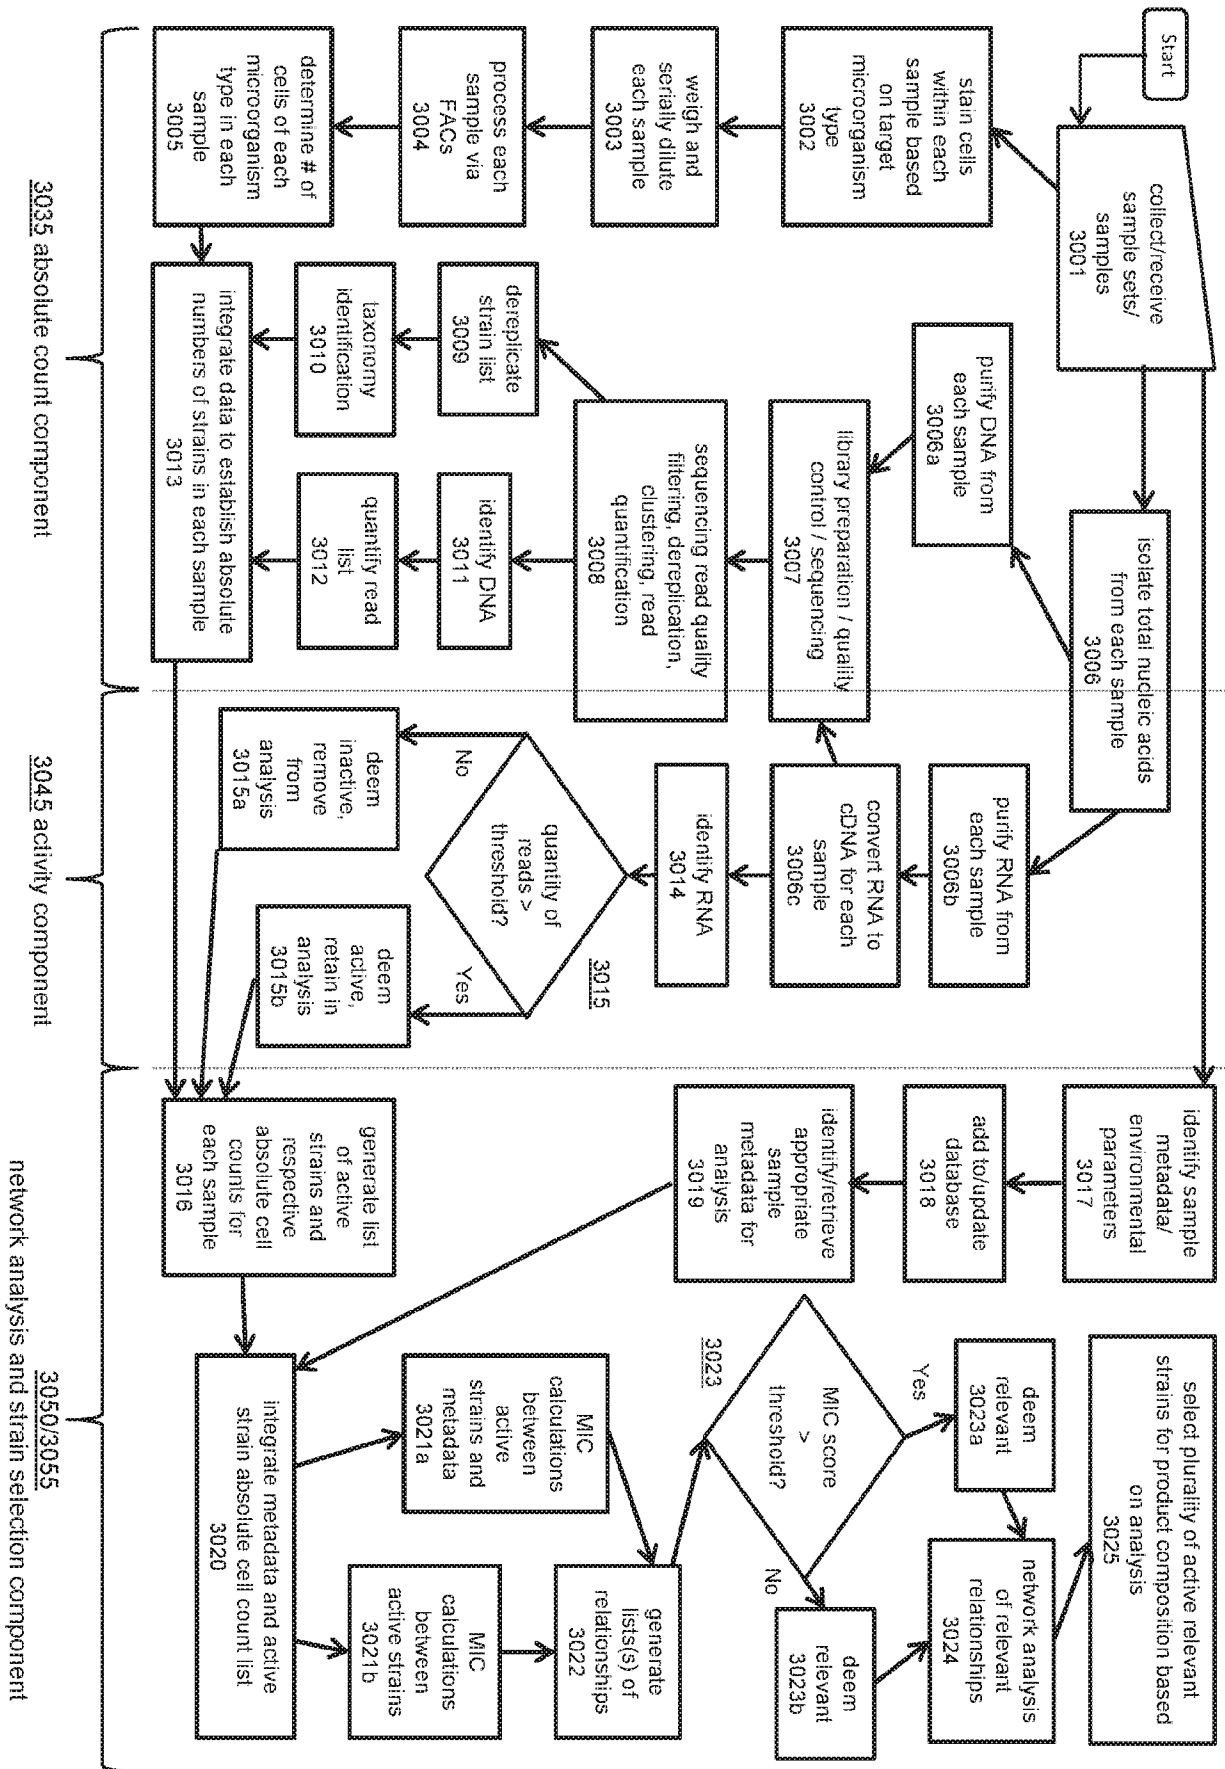 Start
collect/receive
sample sets/
samples
3001
stain cells
within each
sample based
on target
microorganism
type
3002
weigh and
serially dilute
each sample
3003
process each
sample via
FACs
3004
determine # of
cells of each
microorganism
type in each
sample
3005
isolate total nucleic acids
from each sample
3006
purify DNA from
each sample
3006a
library preparation / quality
control / sequencing
3007
sequencing read quality
filtering, dereplication,
clustering, read
quantification
3008
dereplicate
strain list
3009
taxonomy
identification
3010
identify DNA
3011
quantify read
list
3012
integrate data to establish absolute
numbers of strains in each sample
3013
3035 absolute count component
purify RNA from
each sample
3006b
convert RNA to
cDNA for each
sample
3006c
identify RNA
3014
3015
quantity of
reads >
threshold?
No
Yes
deem
inactive,
remove
from
analysis
3015a
deem
active,
retain in
analysis
3015b
3045 activity component
identify sample
metadata/
environmental
parameters
3017
add to/update
database
3018
identify/retrieve
appropriate
sample
metadata for
analysis
3019
generate list
of active
strains and
respective
absolute cell
counts for
each sample
3016
integrate metadata and active
strain absolute cell count list
3020
MIC
calculations
between
active
strains and
metadata
3021a
MIC
calculations
between
active strains
3021b
generate
lists(s) of
relationships
3022
3023
MIC score
>
threshold?
Yes
No
deem
relevant
3023a
deem
relevant
3023b
network analysis
of relevant
relationships
3024
select plurality of active relevant
strains for product composition based
on analysis
3025
3050/3055
network analysis and strain selection component